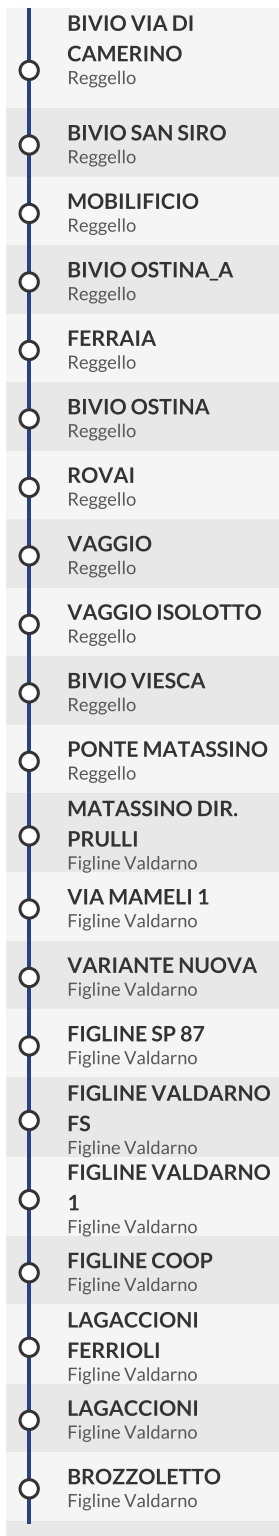 BIVIO VIA DI
CAMERINO
Reggello
BIVIO SAN SIRO
Reggello
MOBILIFICIO
Reggello
BIVIO OSTINA_A
Reggello
FERRAIA
Reggello
BIVIO OSTINA
Reggello
ROVAI
Reggello
VAGGIO
Reggello
VAGGIO ISOLOTTO
Reggello
BIVIO VIESCA
Reggello
PONTE MATASSINO
Reggello
MATASSINO DIR.
PRULLI
Figline Valdarno
VIA MAMELI 1
Figline Valdarno
VARIANTE NUOVA
Figline Valdarno
FIGLINE SP 87
Figline Valdarno
FIGLINE VALDARNO
FS
Figline Valdarno
FIGLINE VALDARNO
1
Figline Valdarno
FIGLINE COOP
Figline Valdarno
LAGACCIONI
FERRIOLI
Figline Valdarno
LAGACCIONI
Figline Valdarno
BROZZOLETTO
Figline Valdarno